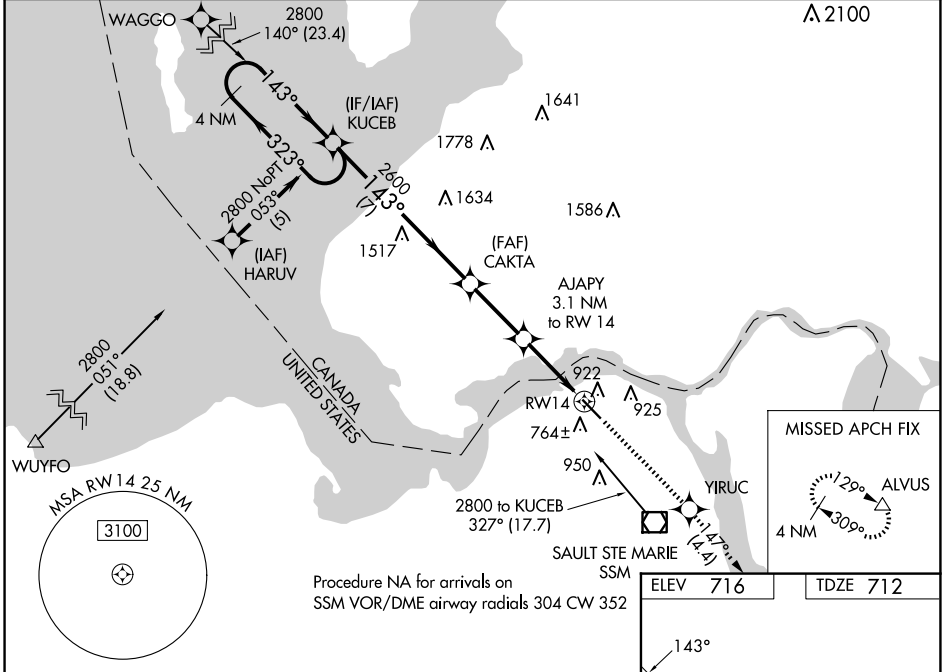 WAGGO
2800
140° (23.4)
2100
143°
4 NM
(IF/IAF)
KUCEB
1641
1778
323°
2800 NoPT
053°
(5)
2600
143°
(7)
1634
1586
1517
(IAF)
HARUV
(FAF)
CAKTA
AJAPY
3.1 NM
to RW 14
2800
051°
(18.8)
CANADA
UNITED STATES
922
RW14
925
764±
WUYFO
950
MISSED APCH FIX
129°
ALVUS
4 NM
309°
MSA RW14 25 NM
3100
2800 to KUCEB
327° (17.7)
YIRUC
147°
(4.4)
SAULT STE MARIE
SSM
Procedure NA for arrivals on
SSM VOR/DME airway radials 304 CW 352
ELEV 716
TDZE 712
143°